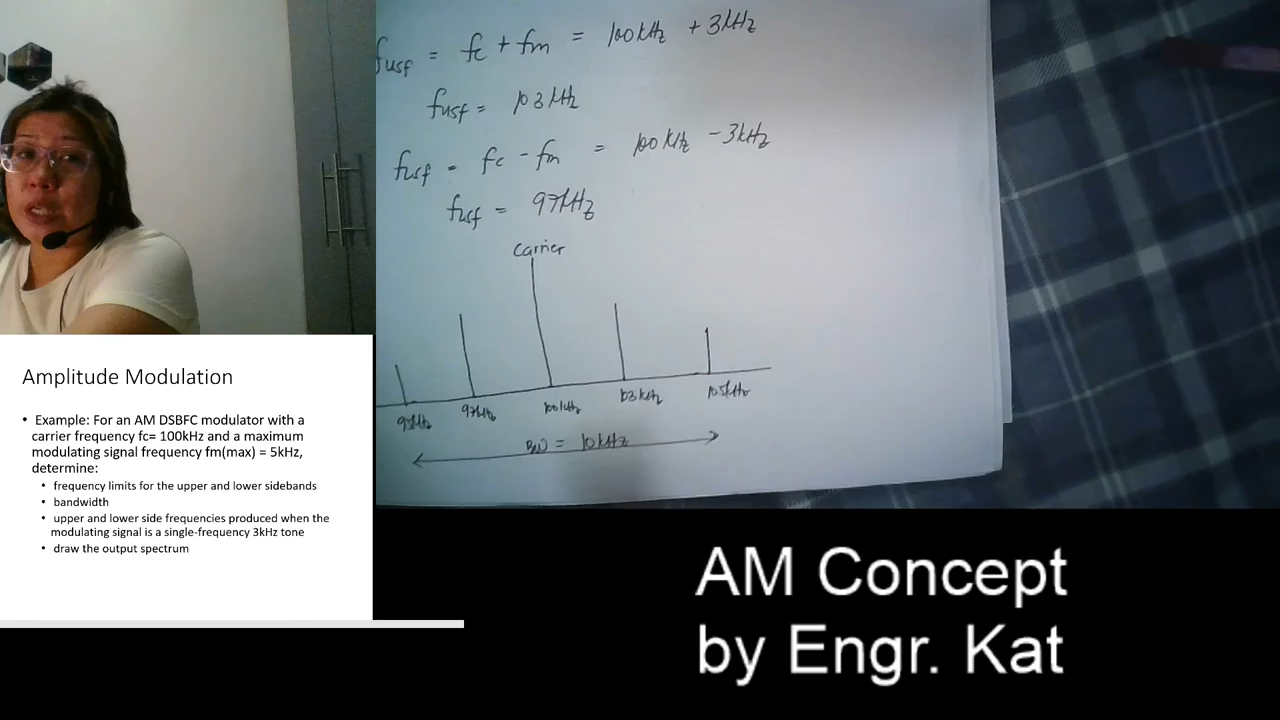 fusf = fc + fm = 100kHz + 3kHz
fusf = 103kHz
fusf = fc - fm = 100kHz - 3kHz
fusf = 97kHz
Carrier
95kHz 97kHz 100kHz 103kHz 105kHz
BW = 10kHz
Amplitude Modulation
• Example: For an AM DSBFC modulator with a
carrier frequency fc= 100kHz and a maximum
modulating signal frequency fm(max) = 5kHz,
determine:
• frequency limits for the upper and lower sidebands
• bandwidth
• upper and lower side frequencies produced when the
modulating signal is a single-frequency 3kHz tone
• draw the output spectrum
AM Concept
by Engr. Kat